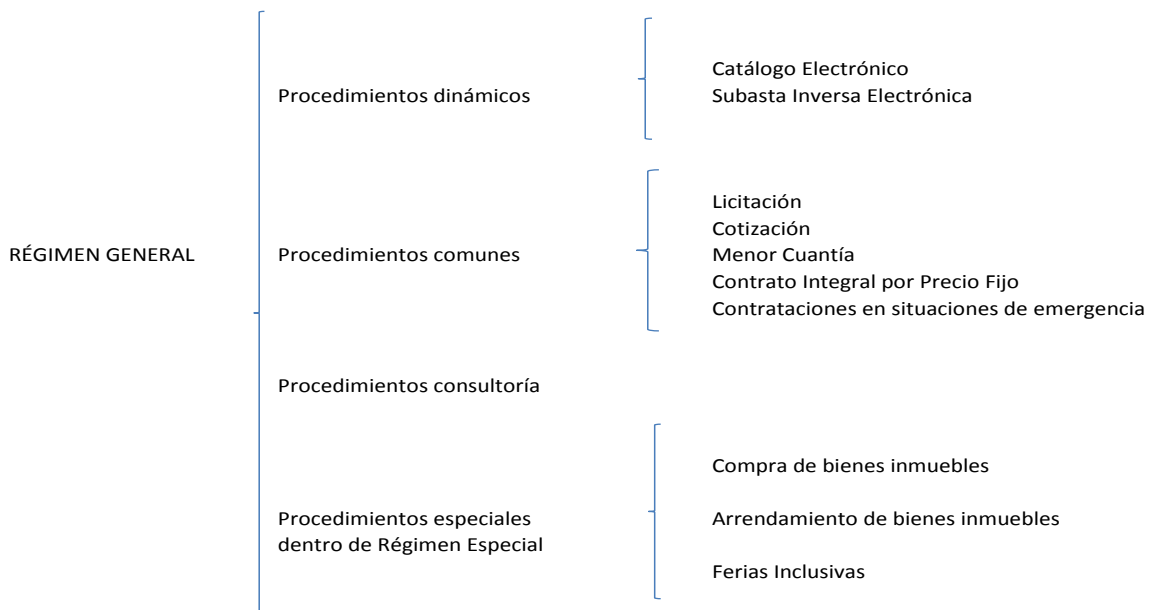 RÉGIMEN GENERAL
Procedimientos dinámicos
Catálogo Electrónico
Subasta Inversa Electrónica
Procedimientos comunes
Licitación
Cotización
Menor Cuantía
Contrato Integral por Precio Fijo
Contrataciones en situaciones de emergencia
Procedimientos consultoría
Procedimientos especiales
dentro de Régimen Especial
Compra de bienes inmuebles
Arrendamiento de bienes inmuebles
Ferias Inclusivas